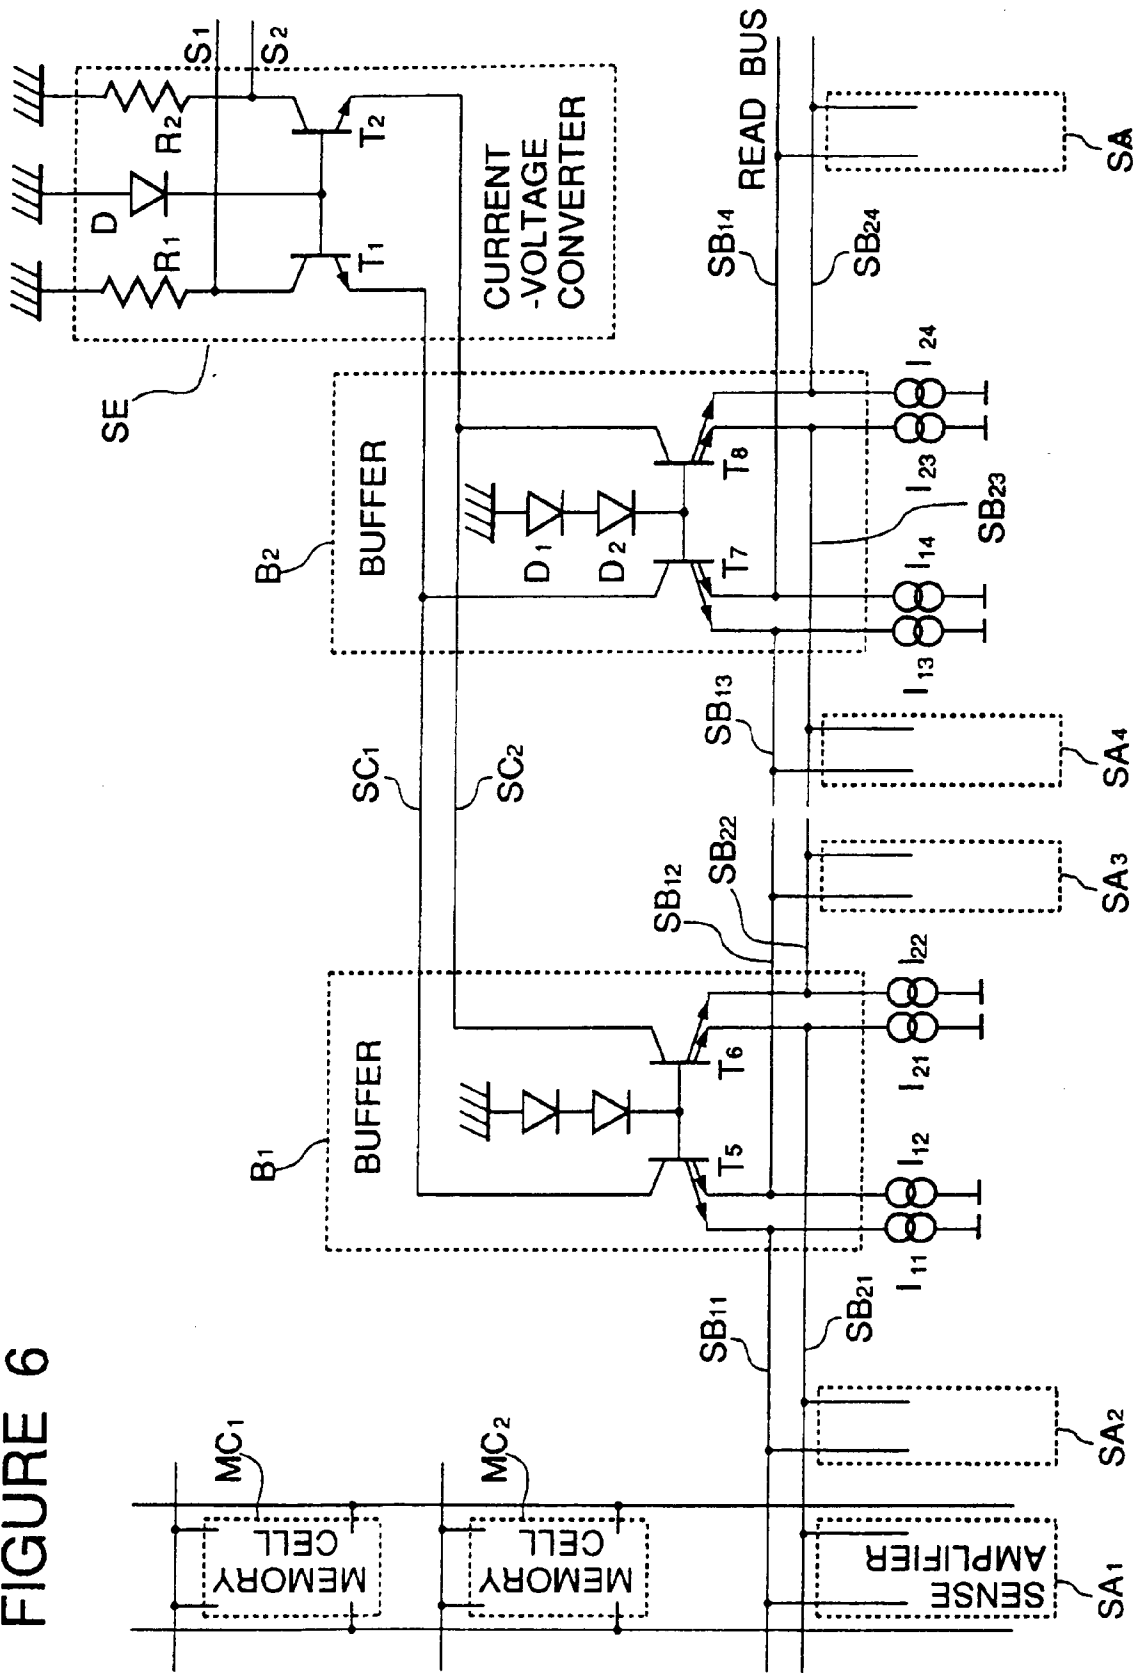 FIGURE 6
MC1
MEMORY
CELL
MC2
MEMORY
CELL
SENSE
AMPLIFIER
SA1
SA2
SB11
SB21
B1
BUFFER
T5
T6
I11
I12
I21
I22
SB12
SB22
SA3
SA4
SB13
SC1
SC2
B2
BUFFER
D1
D2
T7
T8
I13
I14
I23
I24
SB23
SE
R1
D
R2
S1
S2
T1
T2
CURRENT
-VOLTAGE
CONVERTER
SB14
SB24
READ BUS
SA